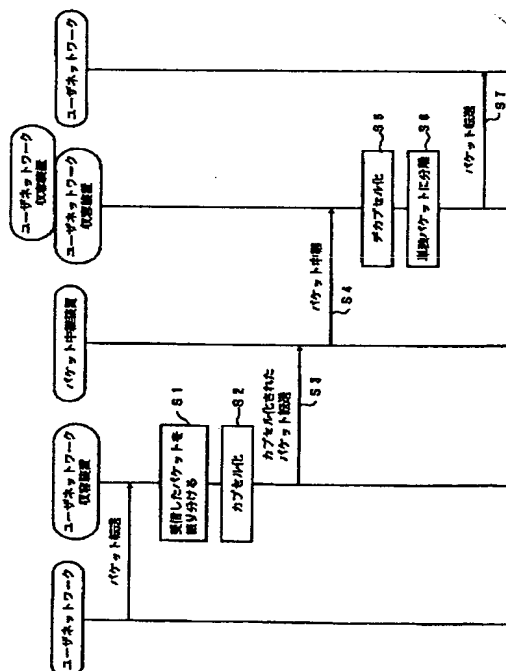 ユーザネットワーク
ユーザネットワーク
収容装置
パケット中継装置
ユーザネットワーク
収容装置
ユーザネットワーク
収容装置
ユーザネットワーク
パケット転送
受信したパケットを
振り分ける
S1
カプセル化
S2
カプセル化された
パケット転送
S3
パケット中継
S4
デカプセル化
S5
単独パケットに分離
S6
パケット転送
S7